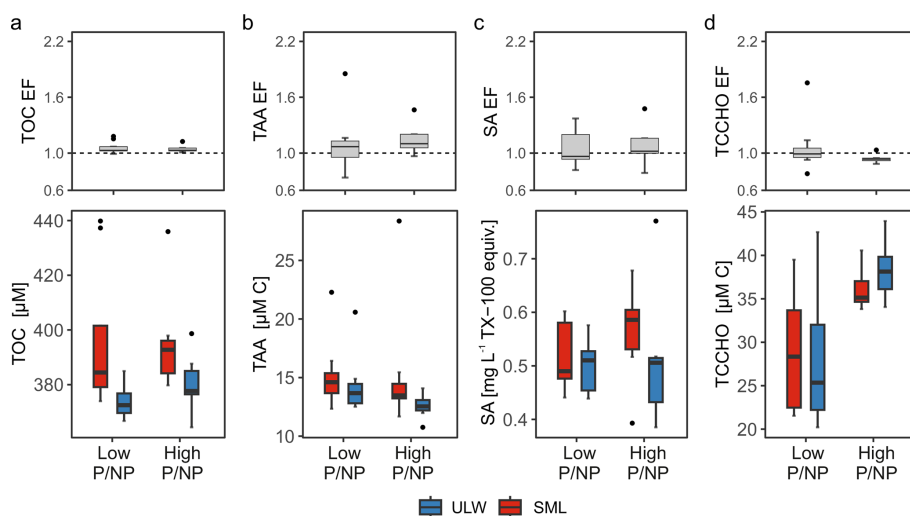 a
b
c
d
TOC EF
2.2
1.6
1.0
0.6
TAA EF
2.2
1.6
1.0
0.6
SA EF
2.2
1.6
1.0
0.6
TCCHO EF
2.2
1.6
1.0
0.6
TOC [µM]
440
420
400
380
TAA [µM C]
25
20
15
10
SA [mg L⁻¹ TX−100 equiv.]
0.7
0.6
0.5
0.4
TCCHO [µM C]
45
40
35
30
25
20
Low
P/NP
High
P/NP
Low
P/NP
High
P/NP
Low
P/NP
High
P/NP
Low
P/NP
High
P/NP
ULW
SML